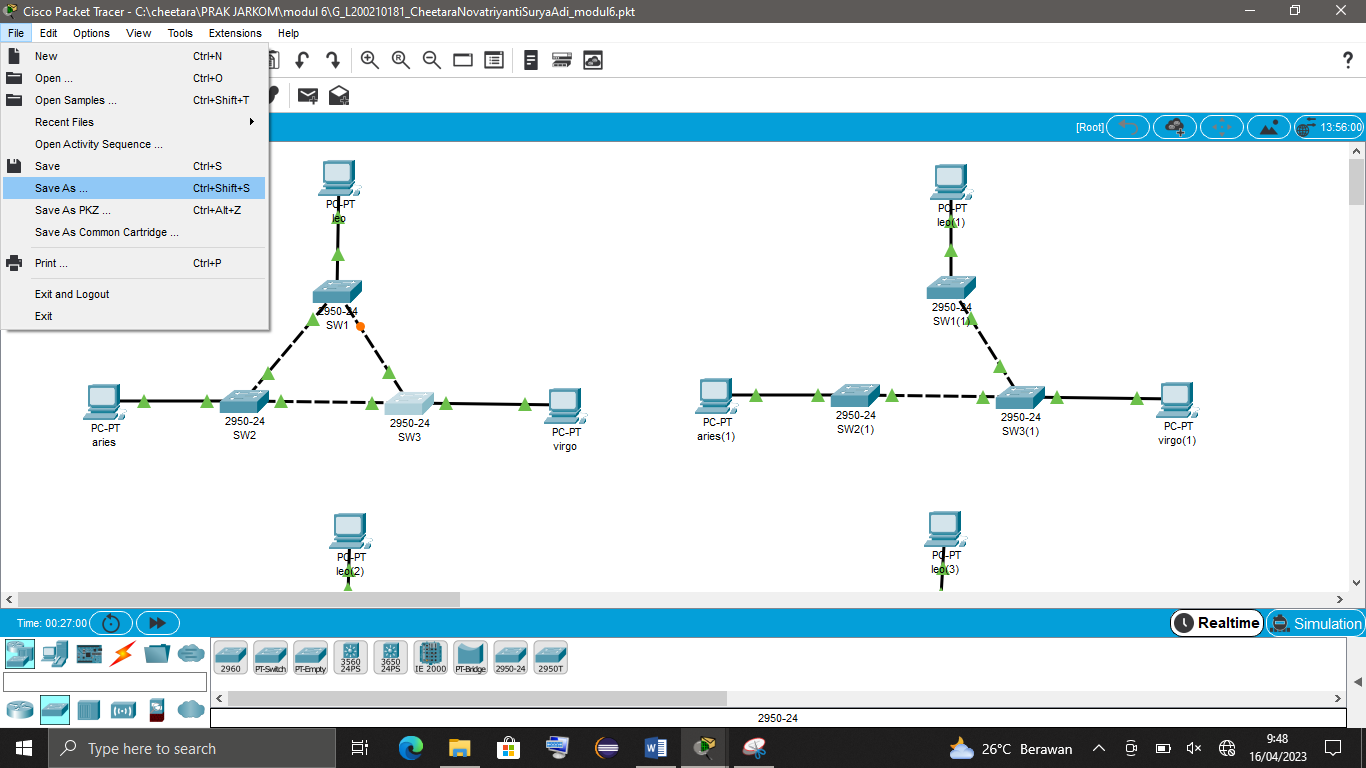 Cisco Packet Tracer - C:\cheetara\PRAK JARKOM\modul 6\G_L200210181_CheetaraNovatriyantiSuryaAdi_modul6.pkt
File Edit Options View Tools Extensions Help
New Ctrl+N
Open ... Ctrl+O
Open Samples ... Ctrl+Shift+T
Recent Files
Open Activity Sequence ...
Save Ctrl+S
Save As ... Ctrl+Shift+S
Save As PKZ ... Ctrl+Alt+Z
Save As Common Cartridge ...
Print ... Ctrl+P
Exit and Logout
Exit
?
[Root] 13:56:00
PC-PT
leo
2950-24
SW1
PC-PT
aries
2950-24
SW2
2950-24
SW3
PC-PT
virgo
PC-PT
leo(1)
2950-24
SW1(1)
PC-PT
aries(1)
2950-24
SW2(1)
2950-24
SW3(1)
PC-PT
virgo(1)
PC-PT
leo(2)
PC-PT
leo(3)
Time: 00:27:00
Realtime Simulation
2960
PT-Switch
PT-Empty
3560
24PS
3650
24PS
IE 2000
PT-Bridge
2950-24
2950T
2950-24
Type here to search
26°C Berawan
9:48
16/04/2023